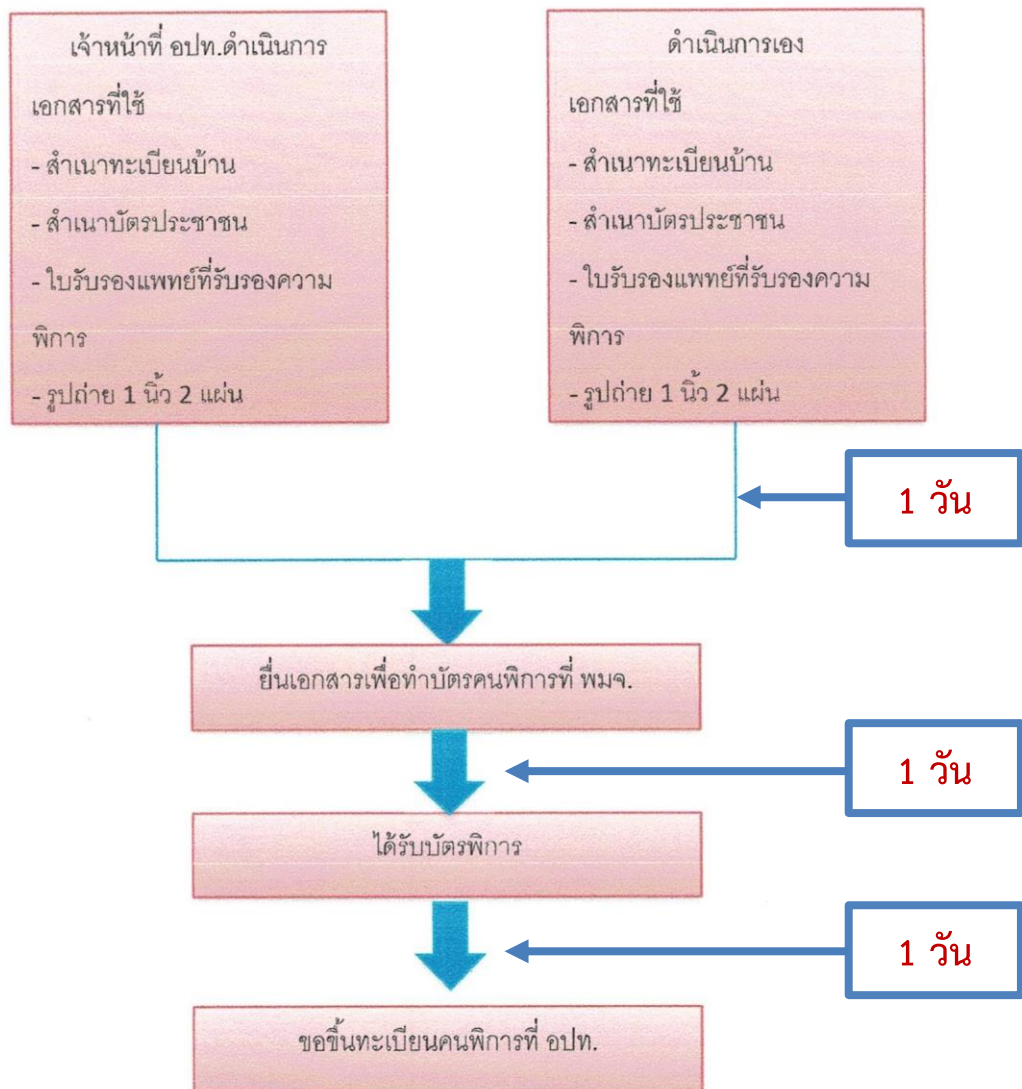 เจ้าหน้าที่ อปท.ดำเนินการ
เอกสารที่ใช้
- สำเนาทะเบียนบ้าน
- สำเนาบัตรประชาชน
- ใบรับรองแพทย์ที่รับรองความ
พิการ
- รูปถ่าย 1 นิ้ว 2 แผ่น
ดำเนินการเอง
เอกสารที่ใช้
- สำเนาทะเบียนบ้าน
- สำเนาบัตรประชาชน
- ใบรับรองแพทย์ที่รับรองความ
พิการ
- รูปถ่าย 1 นิ้ว 2 แผ่น
1 วัน
ยื่นเอกสารเพื่อทำบัตรคนพิการที่ พมจ.
1 วัน
ได้รับบัตรพิการ
1 วัน
ขอขึ้นทะเบียนคนพิการที่ อปท.